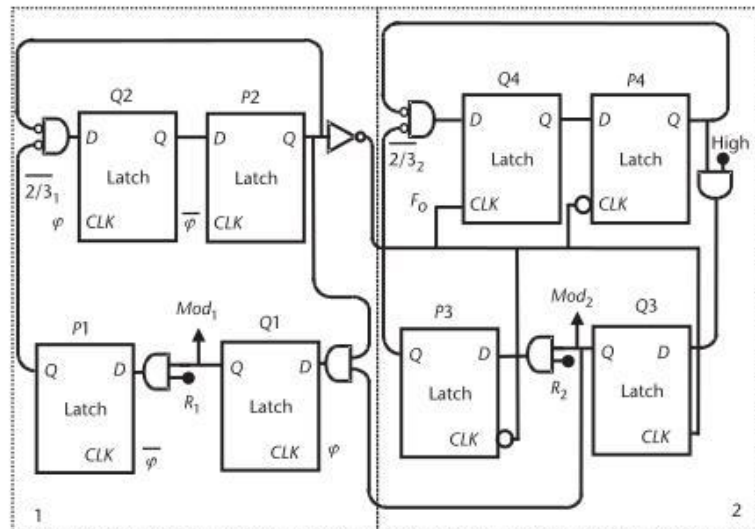 Q2
P2
Q4
P4
D Q
D Q
D Q
D Q
High
Latch
Latch
Latch
Latch
2/3₁
2/3₂
φ
CLK
φ̅
CLK
F₀
CLK
CLK
P1
Mod₁
Q1
P3
Mod₂
Q3
Q D
Q D
Q D
Q D
R₁
R₂
Latch
Latch
Latch
Latch
CLK
φ̅
CLK
φ
CLK
CLK
1
2